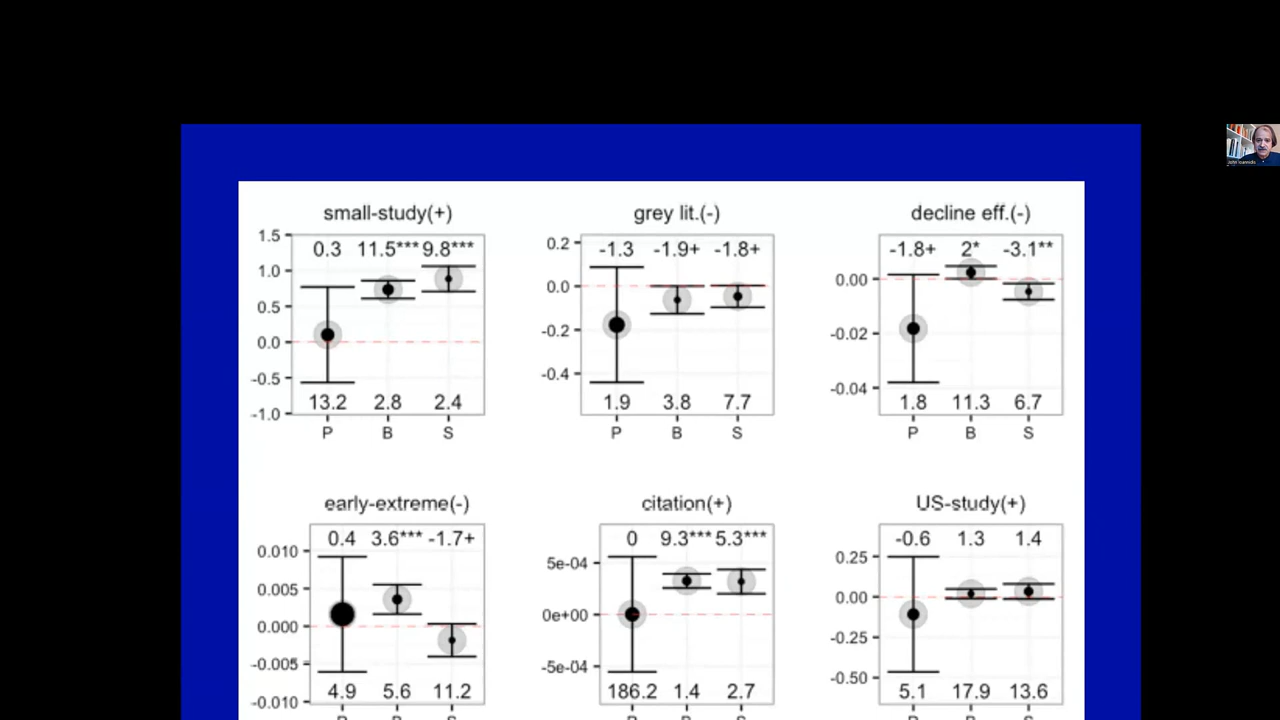 small-study(+)
1.5
1.0
0.5
0.0
-0.5
-1.0
0.3 11.5*** 9.8***
13.2 2.8 2.4
P B S
grey lit.(-)
0.2
0.0
-0.2
-0.4
-1.3 -1.9+ -1.8+
1.9 3.8 7.7
P B S
decline eff.(-)
0.00
-0.02
-0.04
-1.8+ 2* -3.1**
1.8 11.3 6.7
P B S
early-extreme(-)
0.010
0.005
0.000
-0.005
-0.010
0.4 3.6*** -1.7+
4.9 5.6 11.2
P B S
citation(+)
5e-04
0e+00
-5e-04
0 9.3*** 5.3***
186.2 1.4 2.7
P B S
US-study(+)
0.25
0.00
-0.25
-0.50
-0.6 1.3 1.4
5.1 17.9 13.6
P B S
John Ioannidis